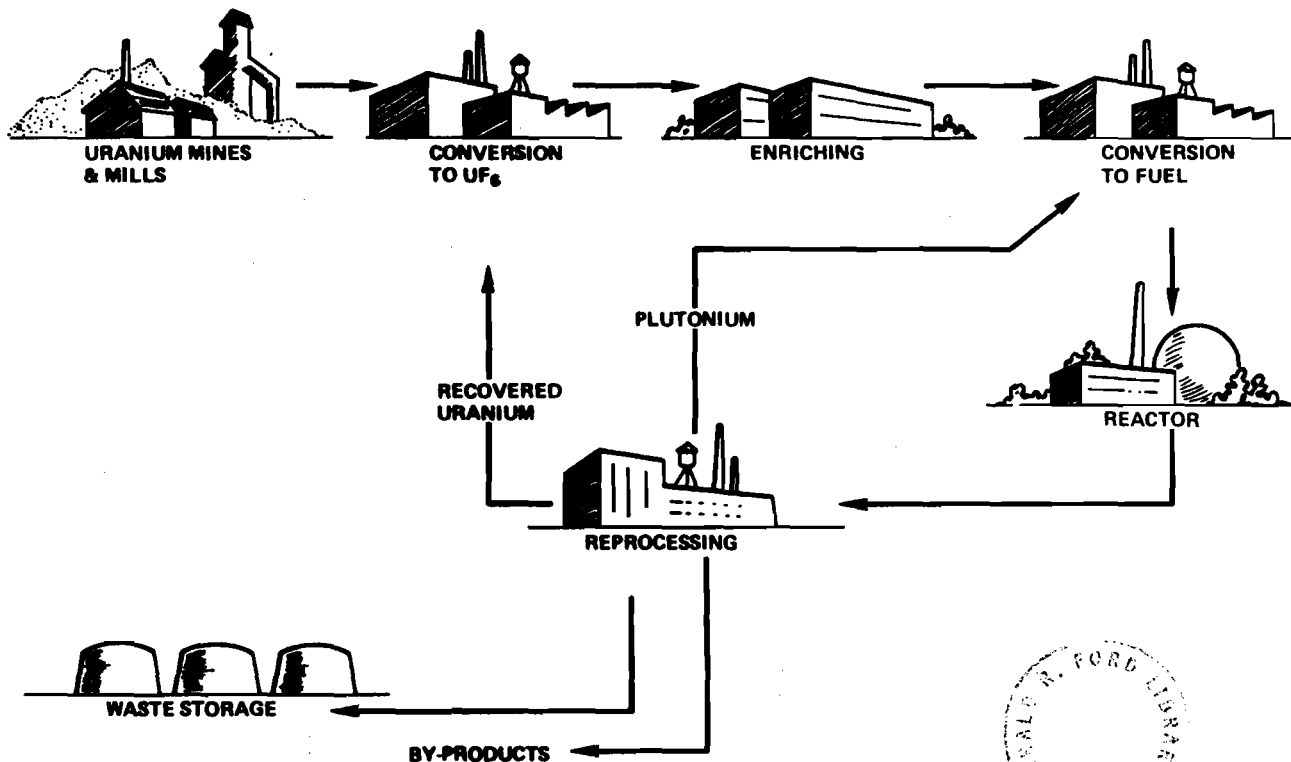 URANIUM MINES
& MILLS
CONVERSION
TO UF₆
ENRICHING
CONVERSION
TO FUEL
PLUTONIUM
RECOVERED
URANIUM
REACTOR
REPROCESSING
WASTE STORAGE
BY-PRODUCTS
R. FORD